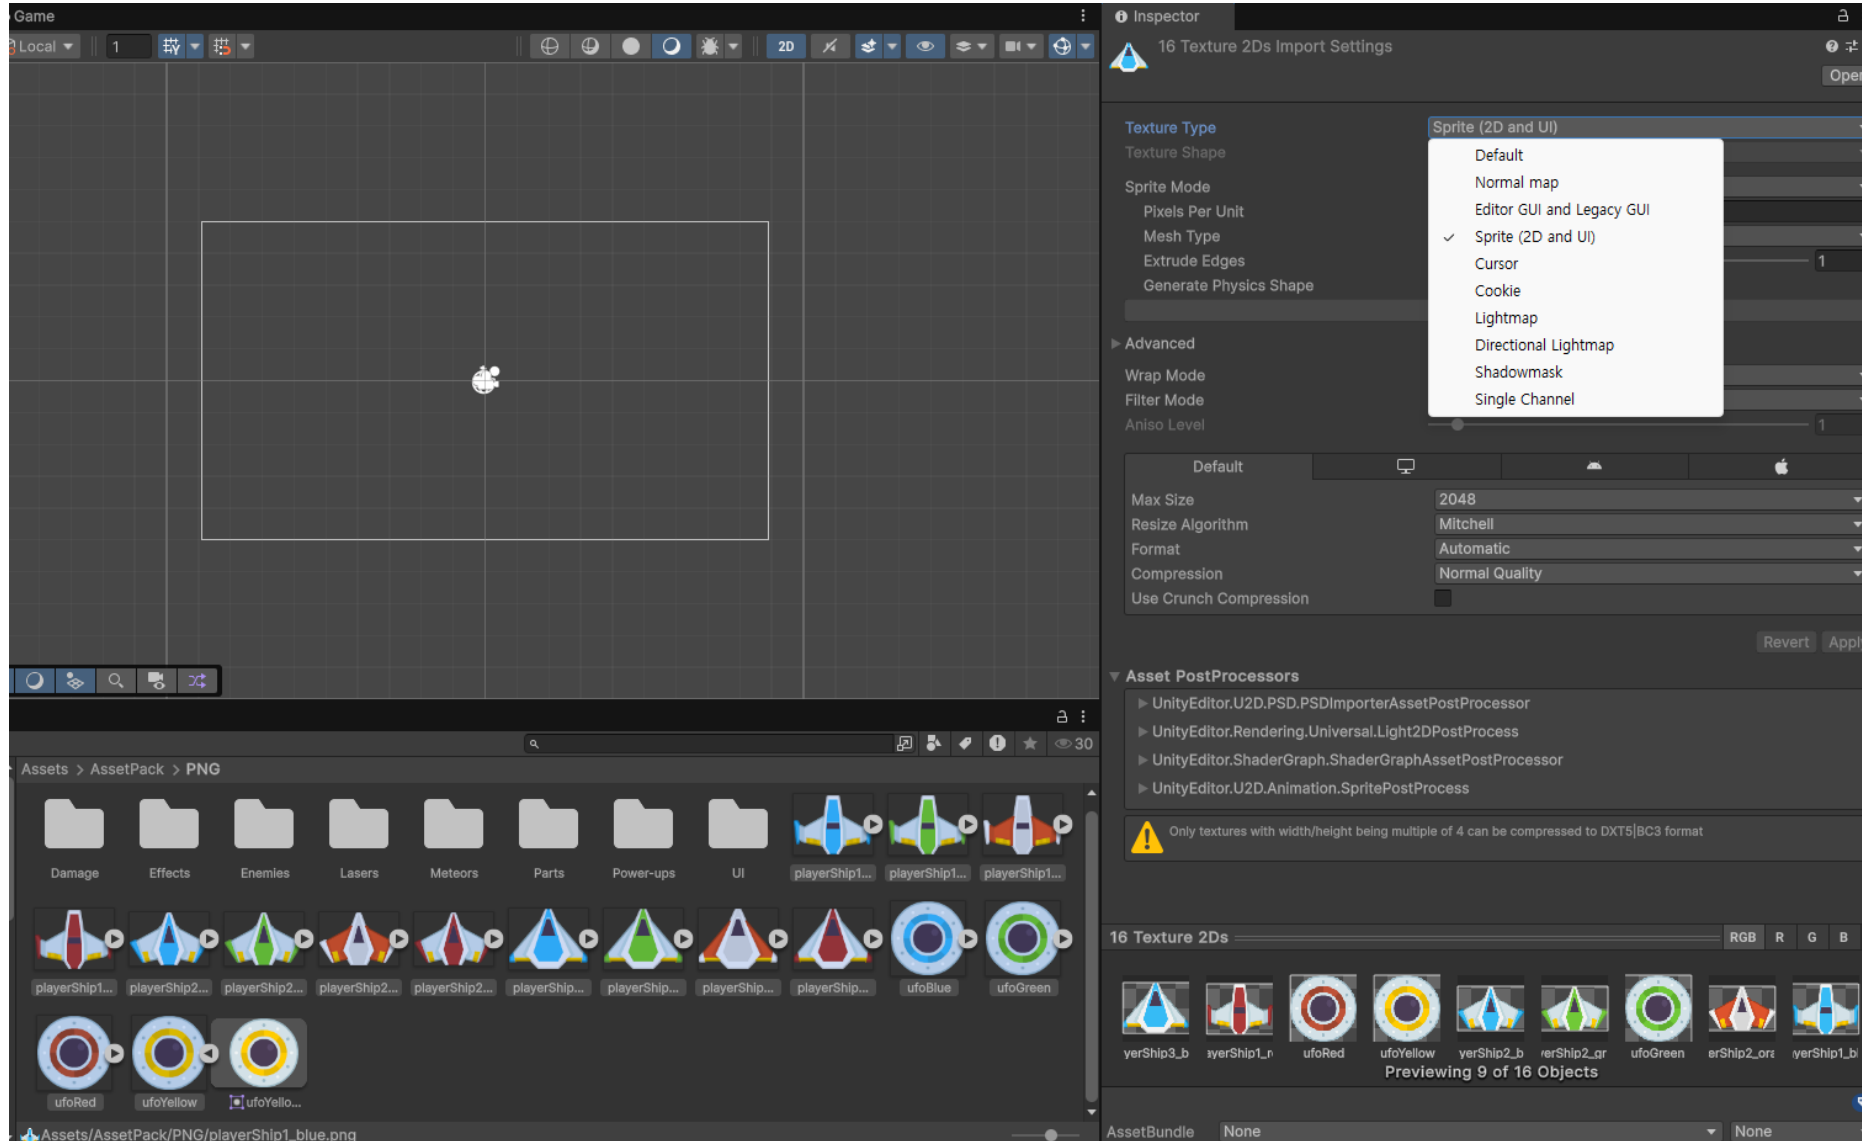 Game
Inspector
Local
1
2D
16 Texture 2Ds Import Settings
Open
Texture Type
Sprite (2D and UI)
Texture Shape
Default
Normal map
Editor GUI and Legacy GUI
Sprite (2D and UI)
Cursor
Cookie
Lightmap
Directional Lightmap
Shadowmask
Single Channel
Sprite Mode
Pixels Per Unit
Mesh Type
Extrude Edges
1
Generate Physics Shape
Advanced
Wrap Mode
Filter Mode
Aniso Level
1
Default
Max Size
2048
Resize Algorithm
Mitchell
Format
Automatic
Compression
Normal Quality
Use Crunch Compression
Revert
Apply
Asset PostProcessors
UnityEditor.U2D.PSD.PSDImporterAssetPostProcessor
UnityEditor.Rendering.Universal.Light2DPostProcess
UnityEditor.ShaderGraph.ShaderGraphAssetPostProcessor
UnityEditor.U2D.Animation.SpritePostProcess
Only textures with width/height being multiple of 4 can be compressed to DXT5|BC3 format
30
Assets > AssetPack > PNG
Damage
Effects
Enemies
Lasers
Meteors
Parts
Power-ups
UI
playerShip1...
playerShip1...
playerShip1...
playerShip1...
playerShip2...
playerShip2...
playerShip2...
playerShip2...
playerShip...
playerShip...
playerShip...
playerShip...
ufoBlue
ufoGreen
ufoRed
ufoYellow
ufoYello...
Assets/AssetPack/PNG/playerShip1_blue.png
16 Texture 2Ds
RGB
R
G
B
yerShip3_b
ayerShip1_r
ufoRed
ufoYellow
yerShip2_b
yerShip2_gr
ufoGreen
erShip2_ora
yerShip1_bl
Previewing 9 of 16 Objects
AssetBundle
None
None